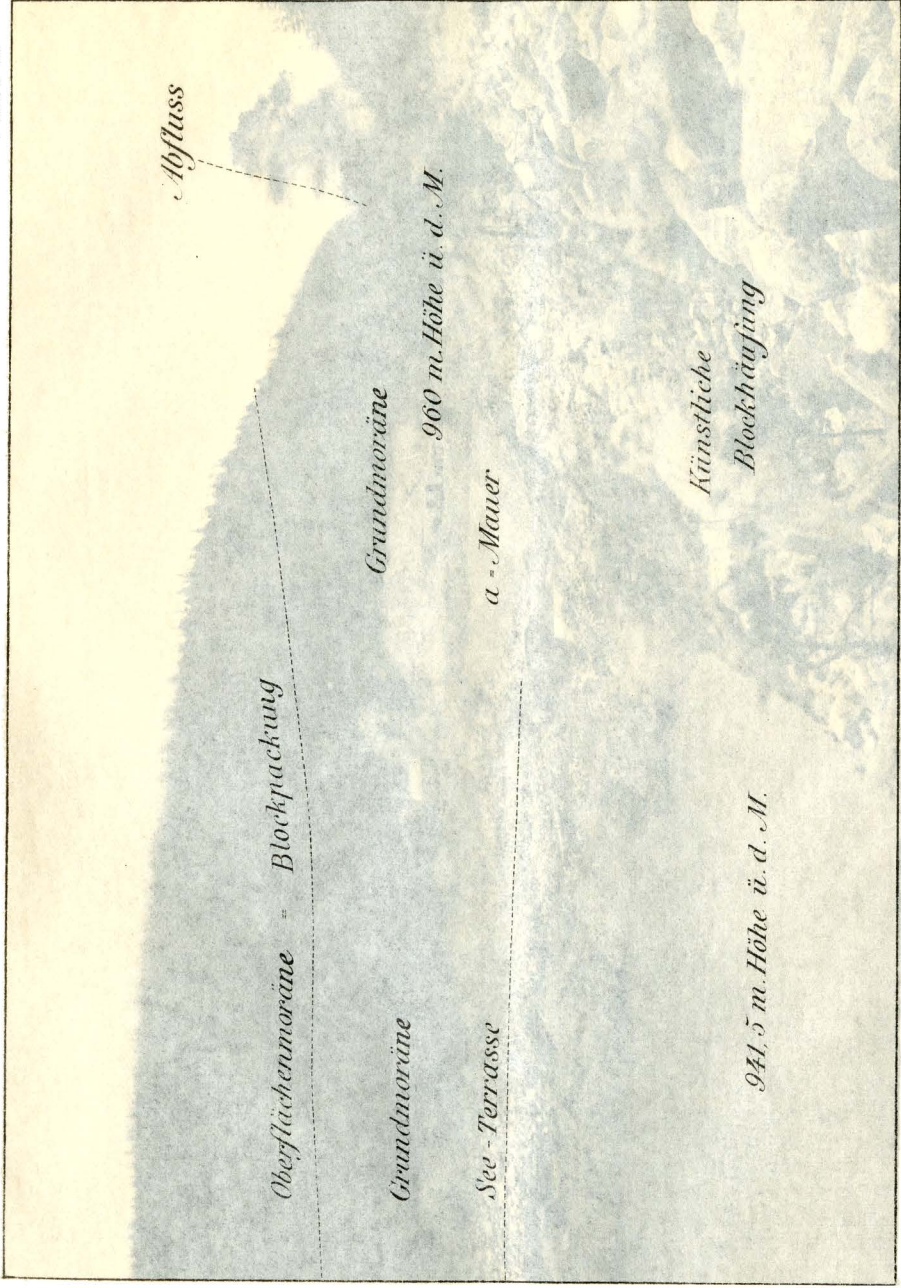 Abfluss
Oberflächenmoräne = Blockpackung
Grundmoräne
Grundmoräne
960 m. Höhe ü. d. M.
See-Terrasse
a = Mauer
Künstliche
Blockhäufung
941,5 m. Höhe ü. d. M.